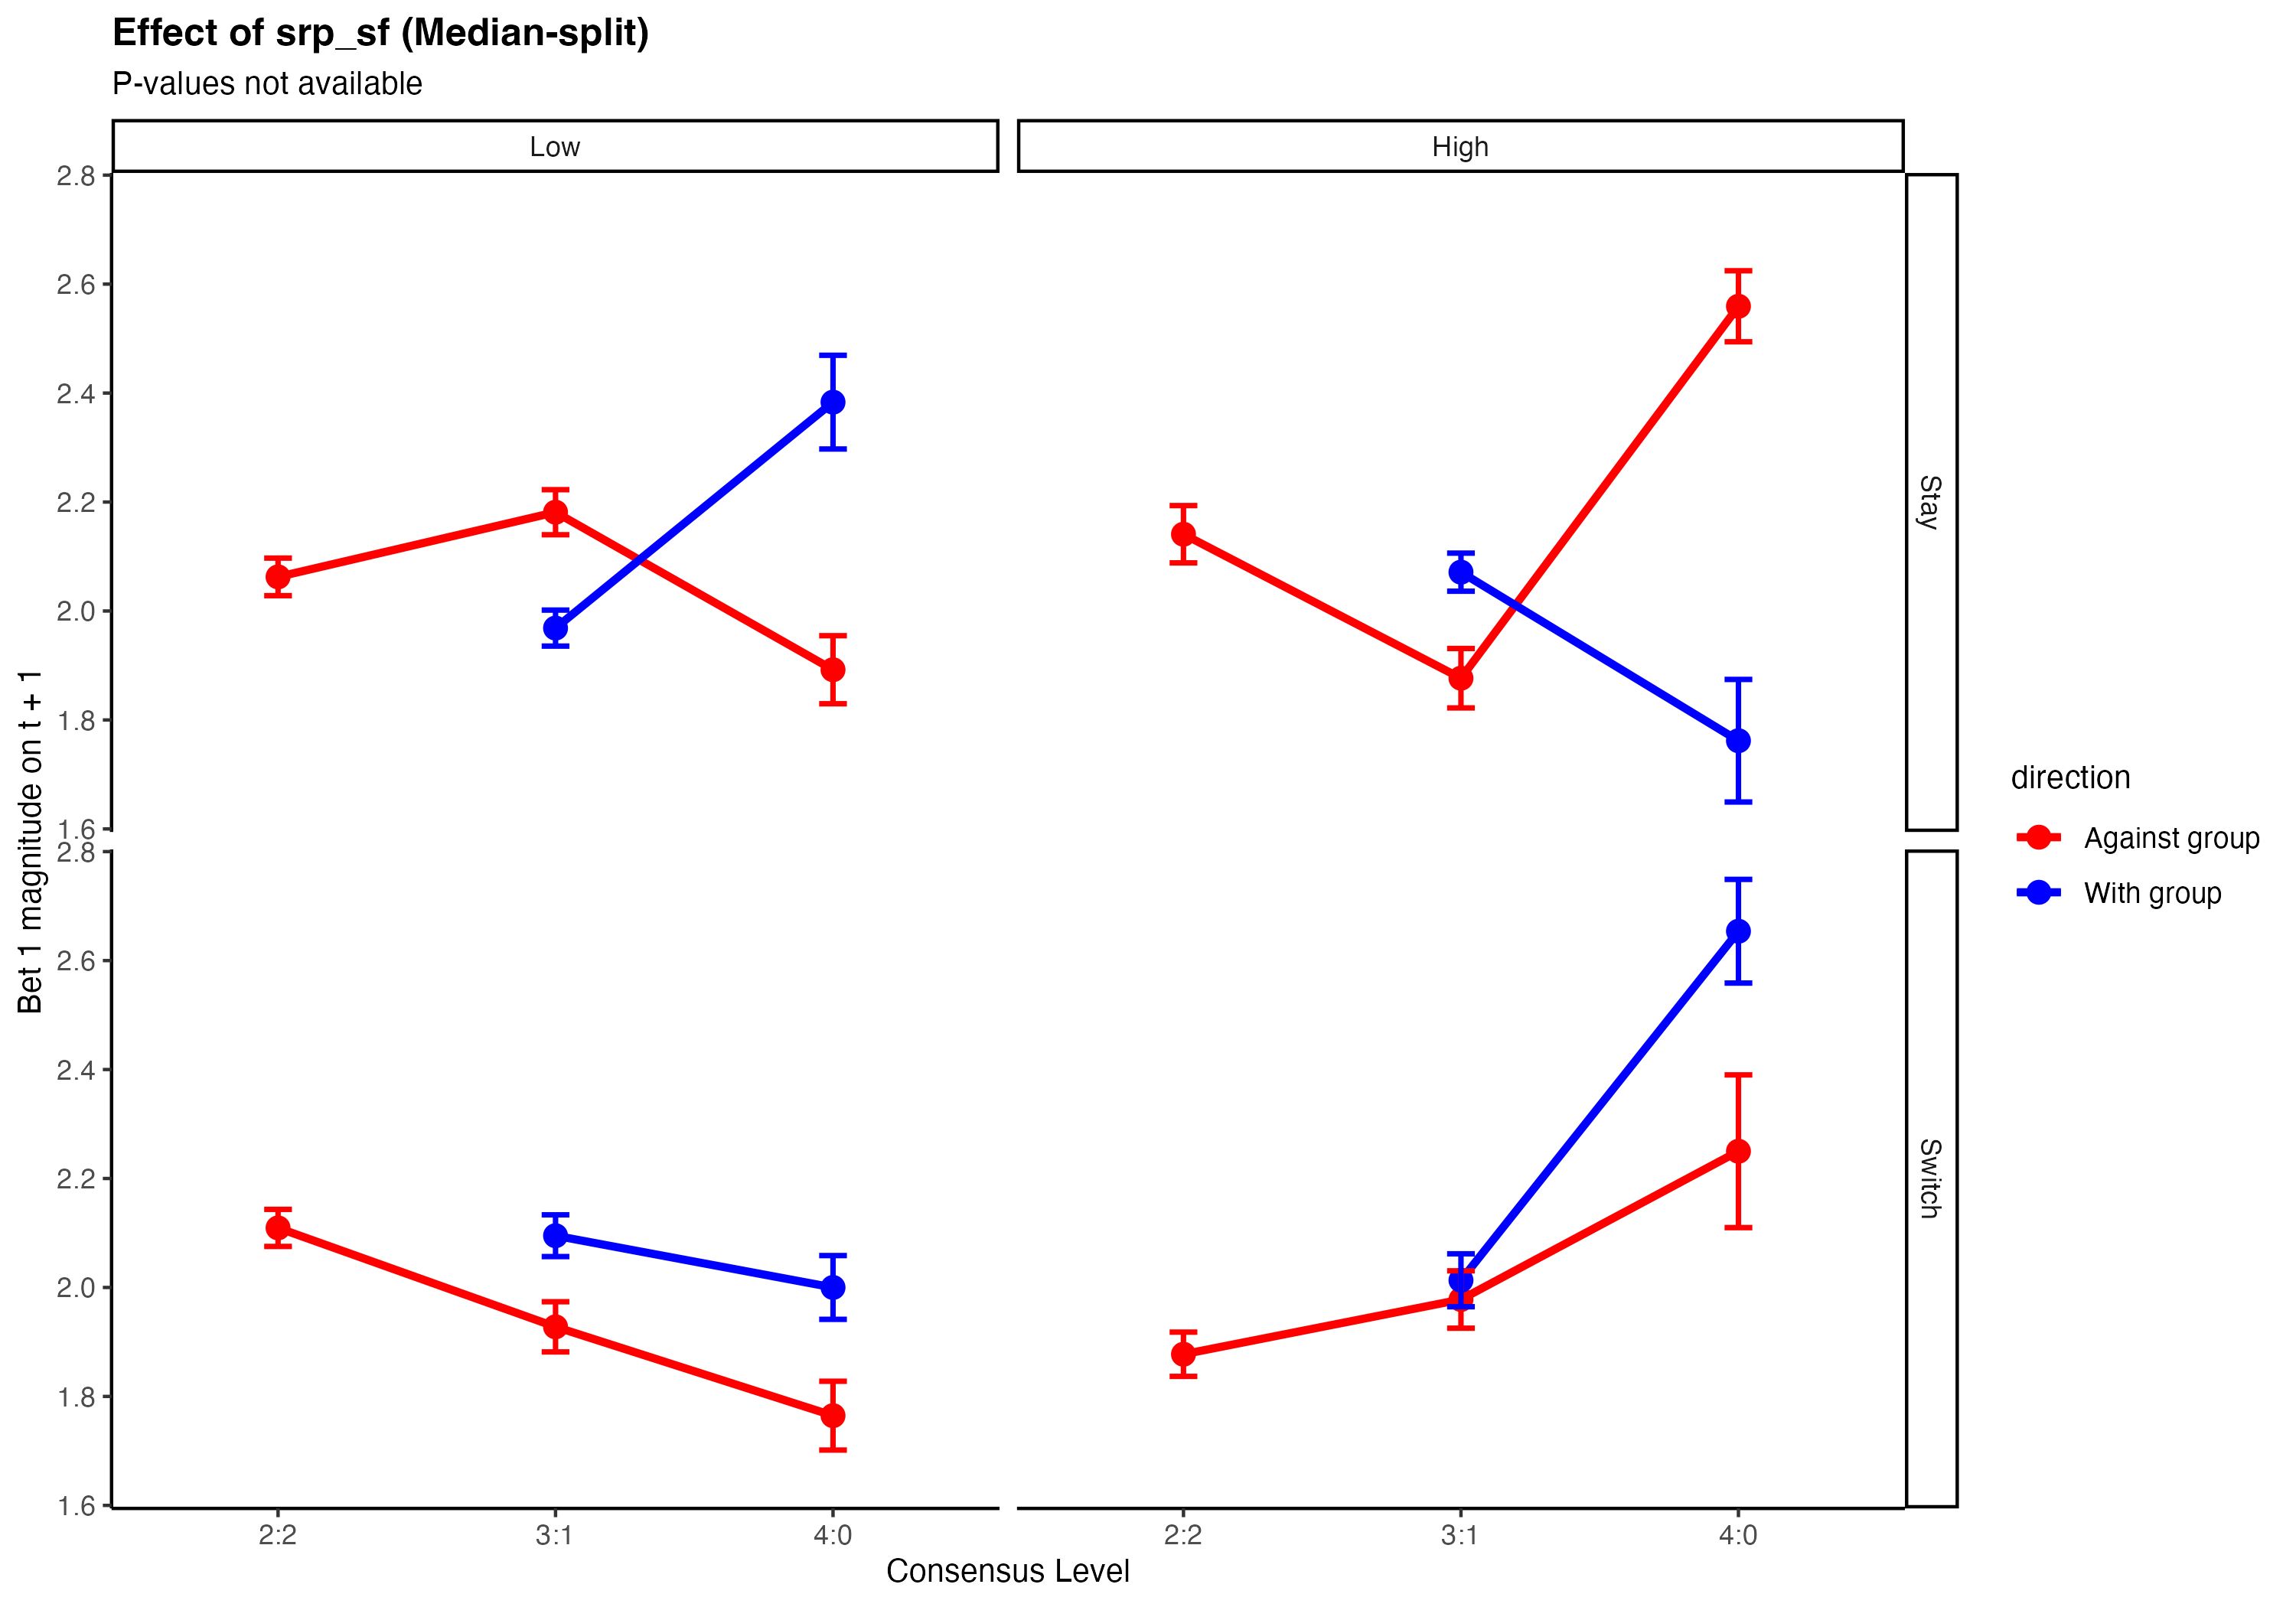 Effect of srp_sf (Median-split)
P-values not available
Low
High
2.8
2.6
2.4
2.2
2.0
1.8
1.6
Stay
2.8
2.6
2.4
2.2
2.0
1.8
1.6
Switch
Bet 1 magnitude on t + 1
2:2
3:1
4:0
2:2
3:1
4:0
Consensus Level
direction
Against group
With group